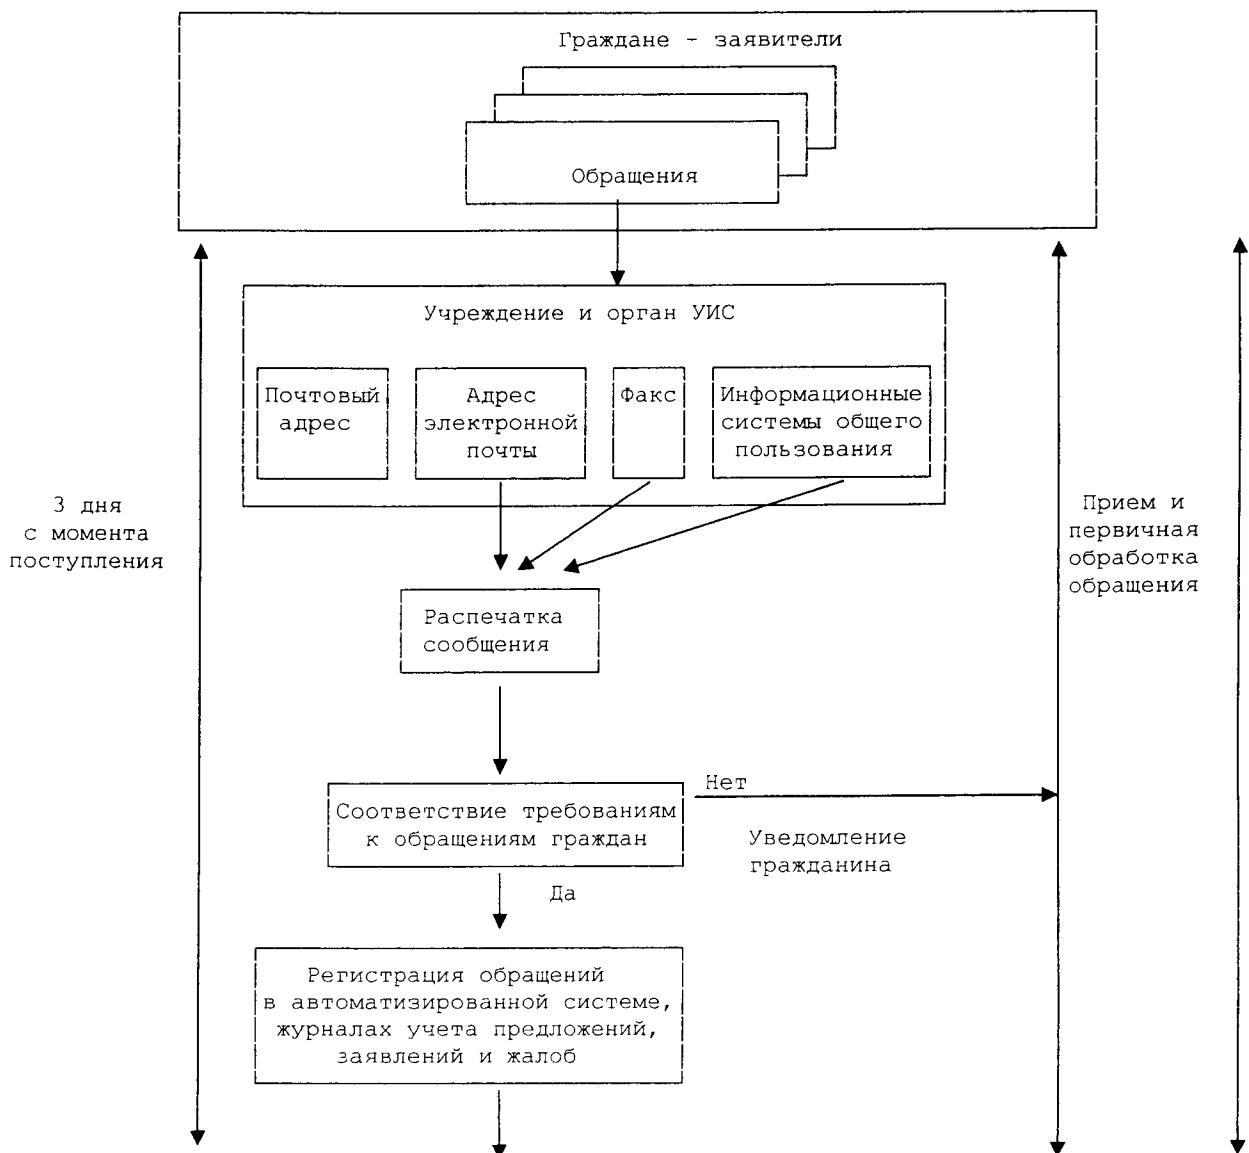 Граждане - заявители
Обращения
Учреждение и орган УИС
Почтовый
адрес
Адрес
электронной
почты
Факс
Информационные
системы общего
пользования
3 дня
с момента
поступления
Прием и
первичная
обработка
обращения
Распечатка
сообщения
Соответствие требованиям
к обращениям граждан
Нет
Уведомление
гражданина
Да
Регистрация обращений
в автоматизированной системе,
журналах учета предложений,
заявлений и жалоб